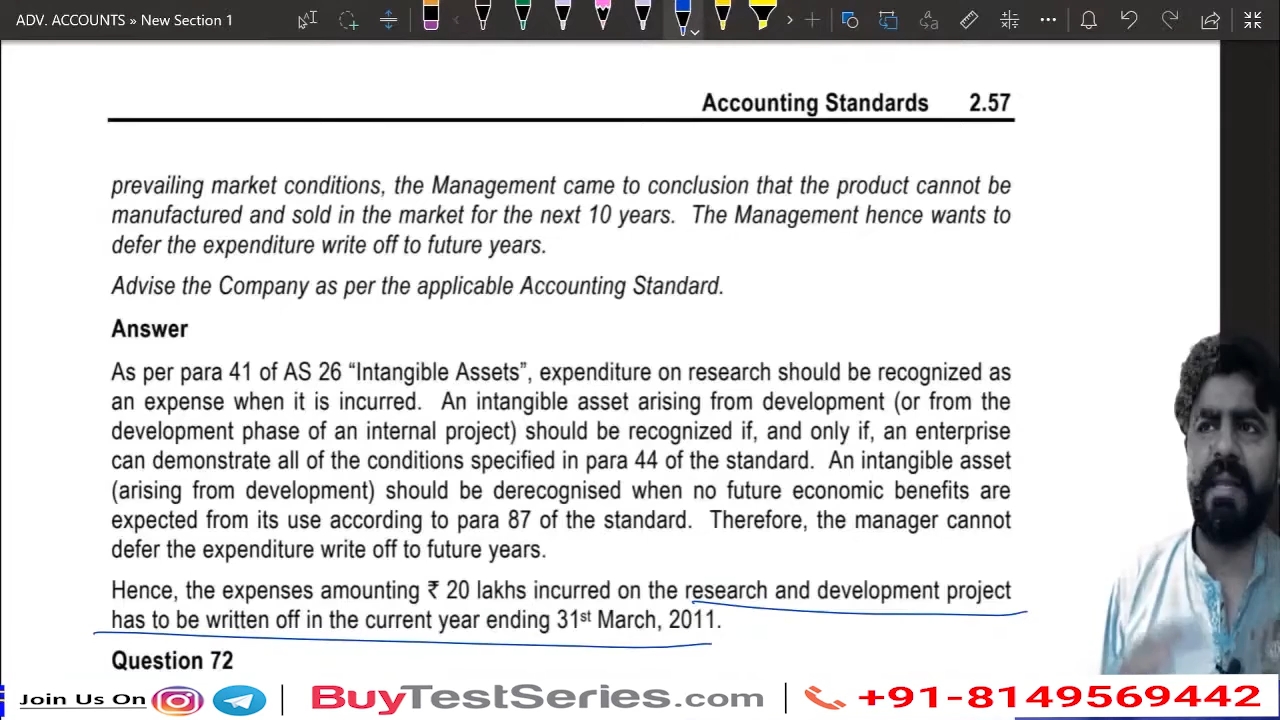 ADV. ACCOUNTS » New Section 1
Accounting Standards 2.57
prevailing market conditions, the Management came to conclusion that the product cannot be
manufactured and sold in the market for the next 10 years. The Management hence wants to
defer the expenditure write off to future years.
Advise the Company as per the applicable Accounting Standard.
Answer
As per para 41 of AS 26 “Intangible Assets”, expenditure on research should be recognized as
an expense when it is incurred. An intangible asset arising from development (or from the
development phase of an internal project) should be recognized if, and only if, an enterprise
can demonstrate all of the conditions specified in para 44 of the standard. An intangible asset
(arising from development) should be derecognised when no future economic benefits are
expected from its use according to para 87 of the standard. Therefore, the manager cannot
defer the expenditure write off to future years.
Hence, the expenses amounting ₹ 20 lakhs incurred on the research and development project
has to be written off in the current year ending 31st March, 2011.
Question 72
Join Us On BuyTestSeries.com +91-8149569442